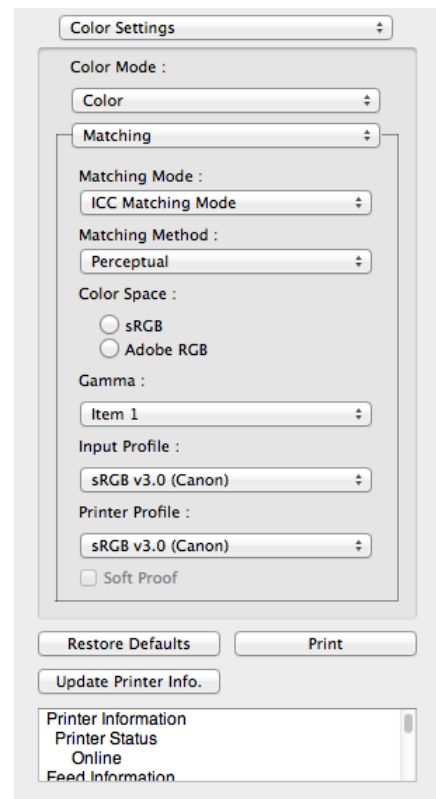 Color Settings
Color Mode :
Color
Matching
Matching Mode :
ICC Matching Mode
Matching Method :
Perceptual
Color Space :
sRGB
Adobe RGB
Gamma :
Item 1
Input Profile :
sRGB v3.0 (Canon)
Printer Profile :
sRGB v3.0 (Canon)
Soft Proof
Restore Defaults Print
Update Printer Info.
Printer Information
Printer Status
Online
Feed Information